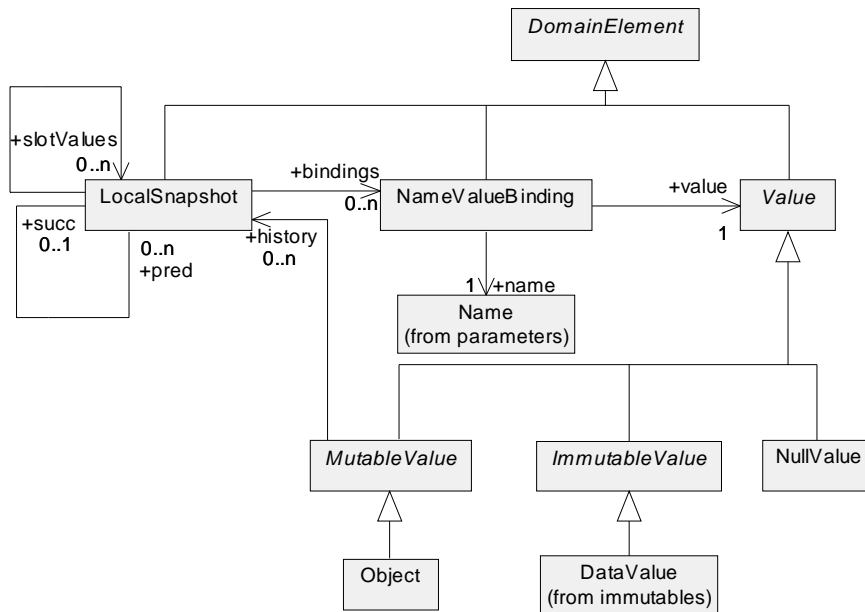 DomainElement
+slotValues
0..n
LocalSnapshot
+bindings
0..n
NameValueBinding
+value
1
Value
+succ
0..1
0..n
+pred
+history
0..n
1 +name
Name
(from parameters)
MutableValue
ImmutableValue
NullValue
Object
DataValue
(from immutables)